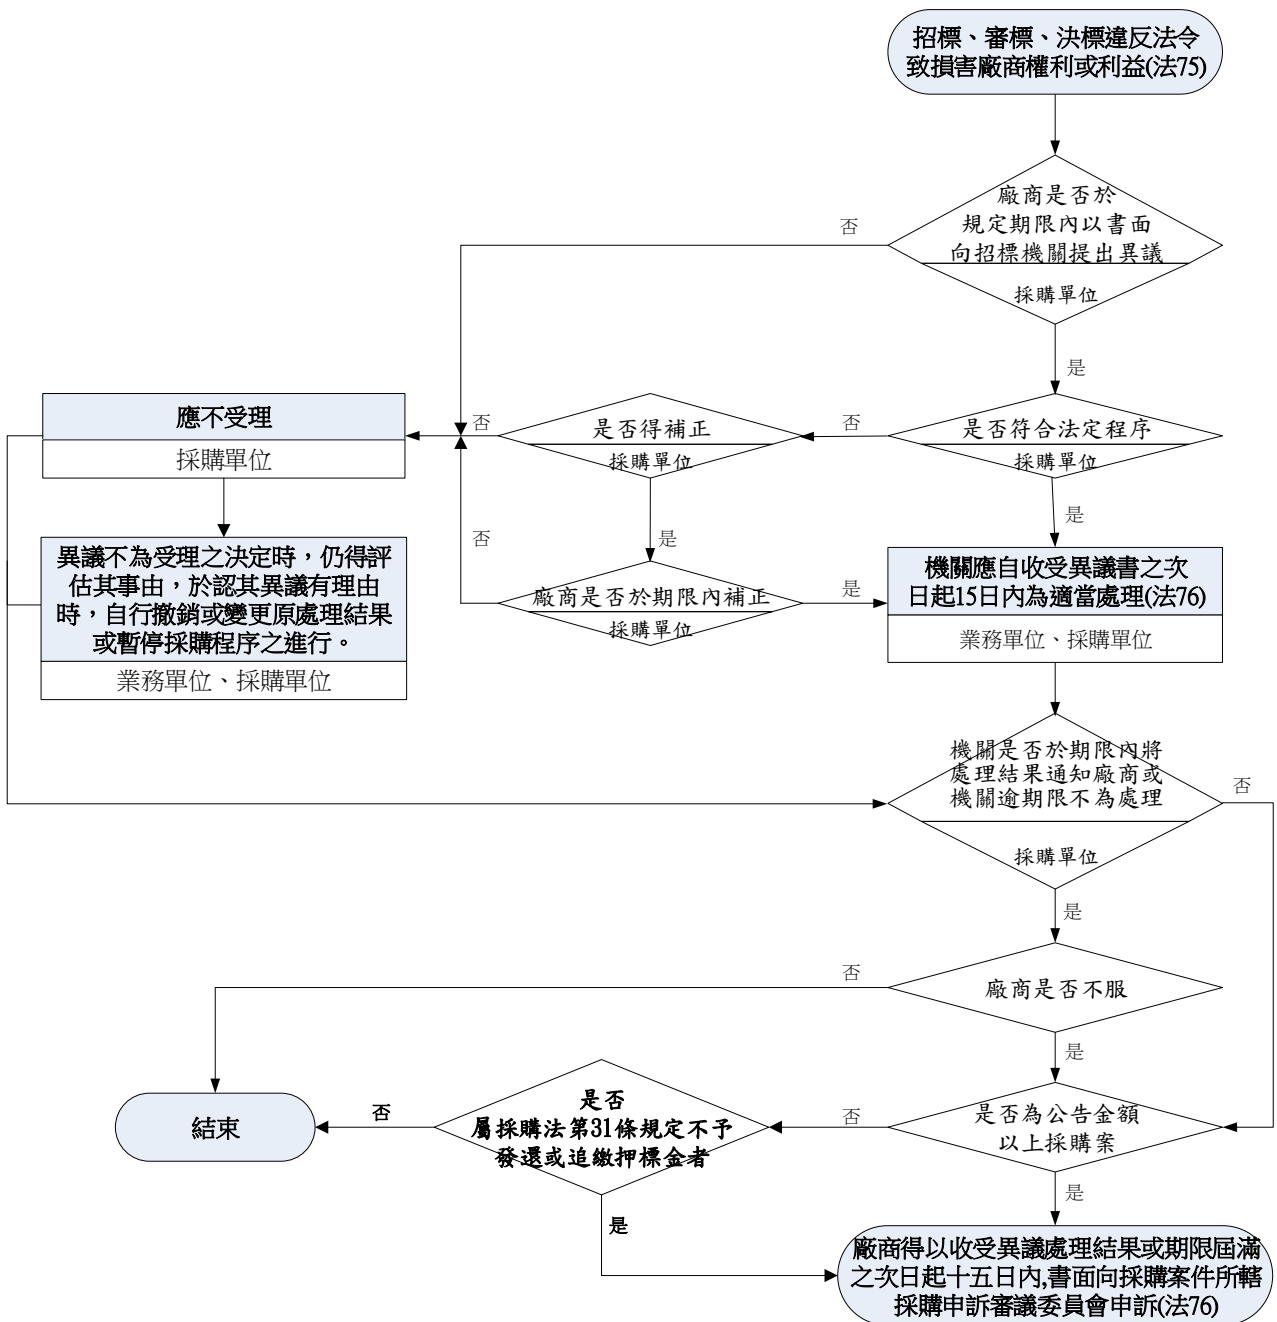 招標、審標、決標違反法令
致損害廠商權利或利益(法75)
廠商是否於
規定期限內以書面
向招標機關提出異議
採購單位
否
是
是否符合法定程序
採購單位
否
是
是否得補正
採購單位
否
是
應不受理
採購單位
異議不為受理之決定時，仍得評
估其事由，於認其異議有理由
時，自行撤銷或變更原處理結果
或暫停採購程序之進行。
業務單位、採購單位
廠商是否於期限內補正
採購單位
否
是
機關應自收受異議書之次
日起15日內為適當處理(法76)
業務單位、採購單位
機關是否於期限內將
處理結果通知廠商或
機關逾期限不為處理
採購單位
否
是
廠商是否不服
否
是
是否為公告金額
以上採購案
否
是
是否
屬採購法第31條規定不予
發還或追繳押標金者
否
是
結束
廠商得以收受異議處理結果或期限屆滿
之次日起十五日內,書面向採購案件所轄
採購申訴審議委員會申訴(法76)